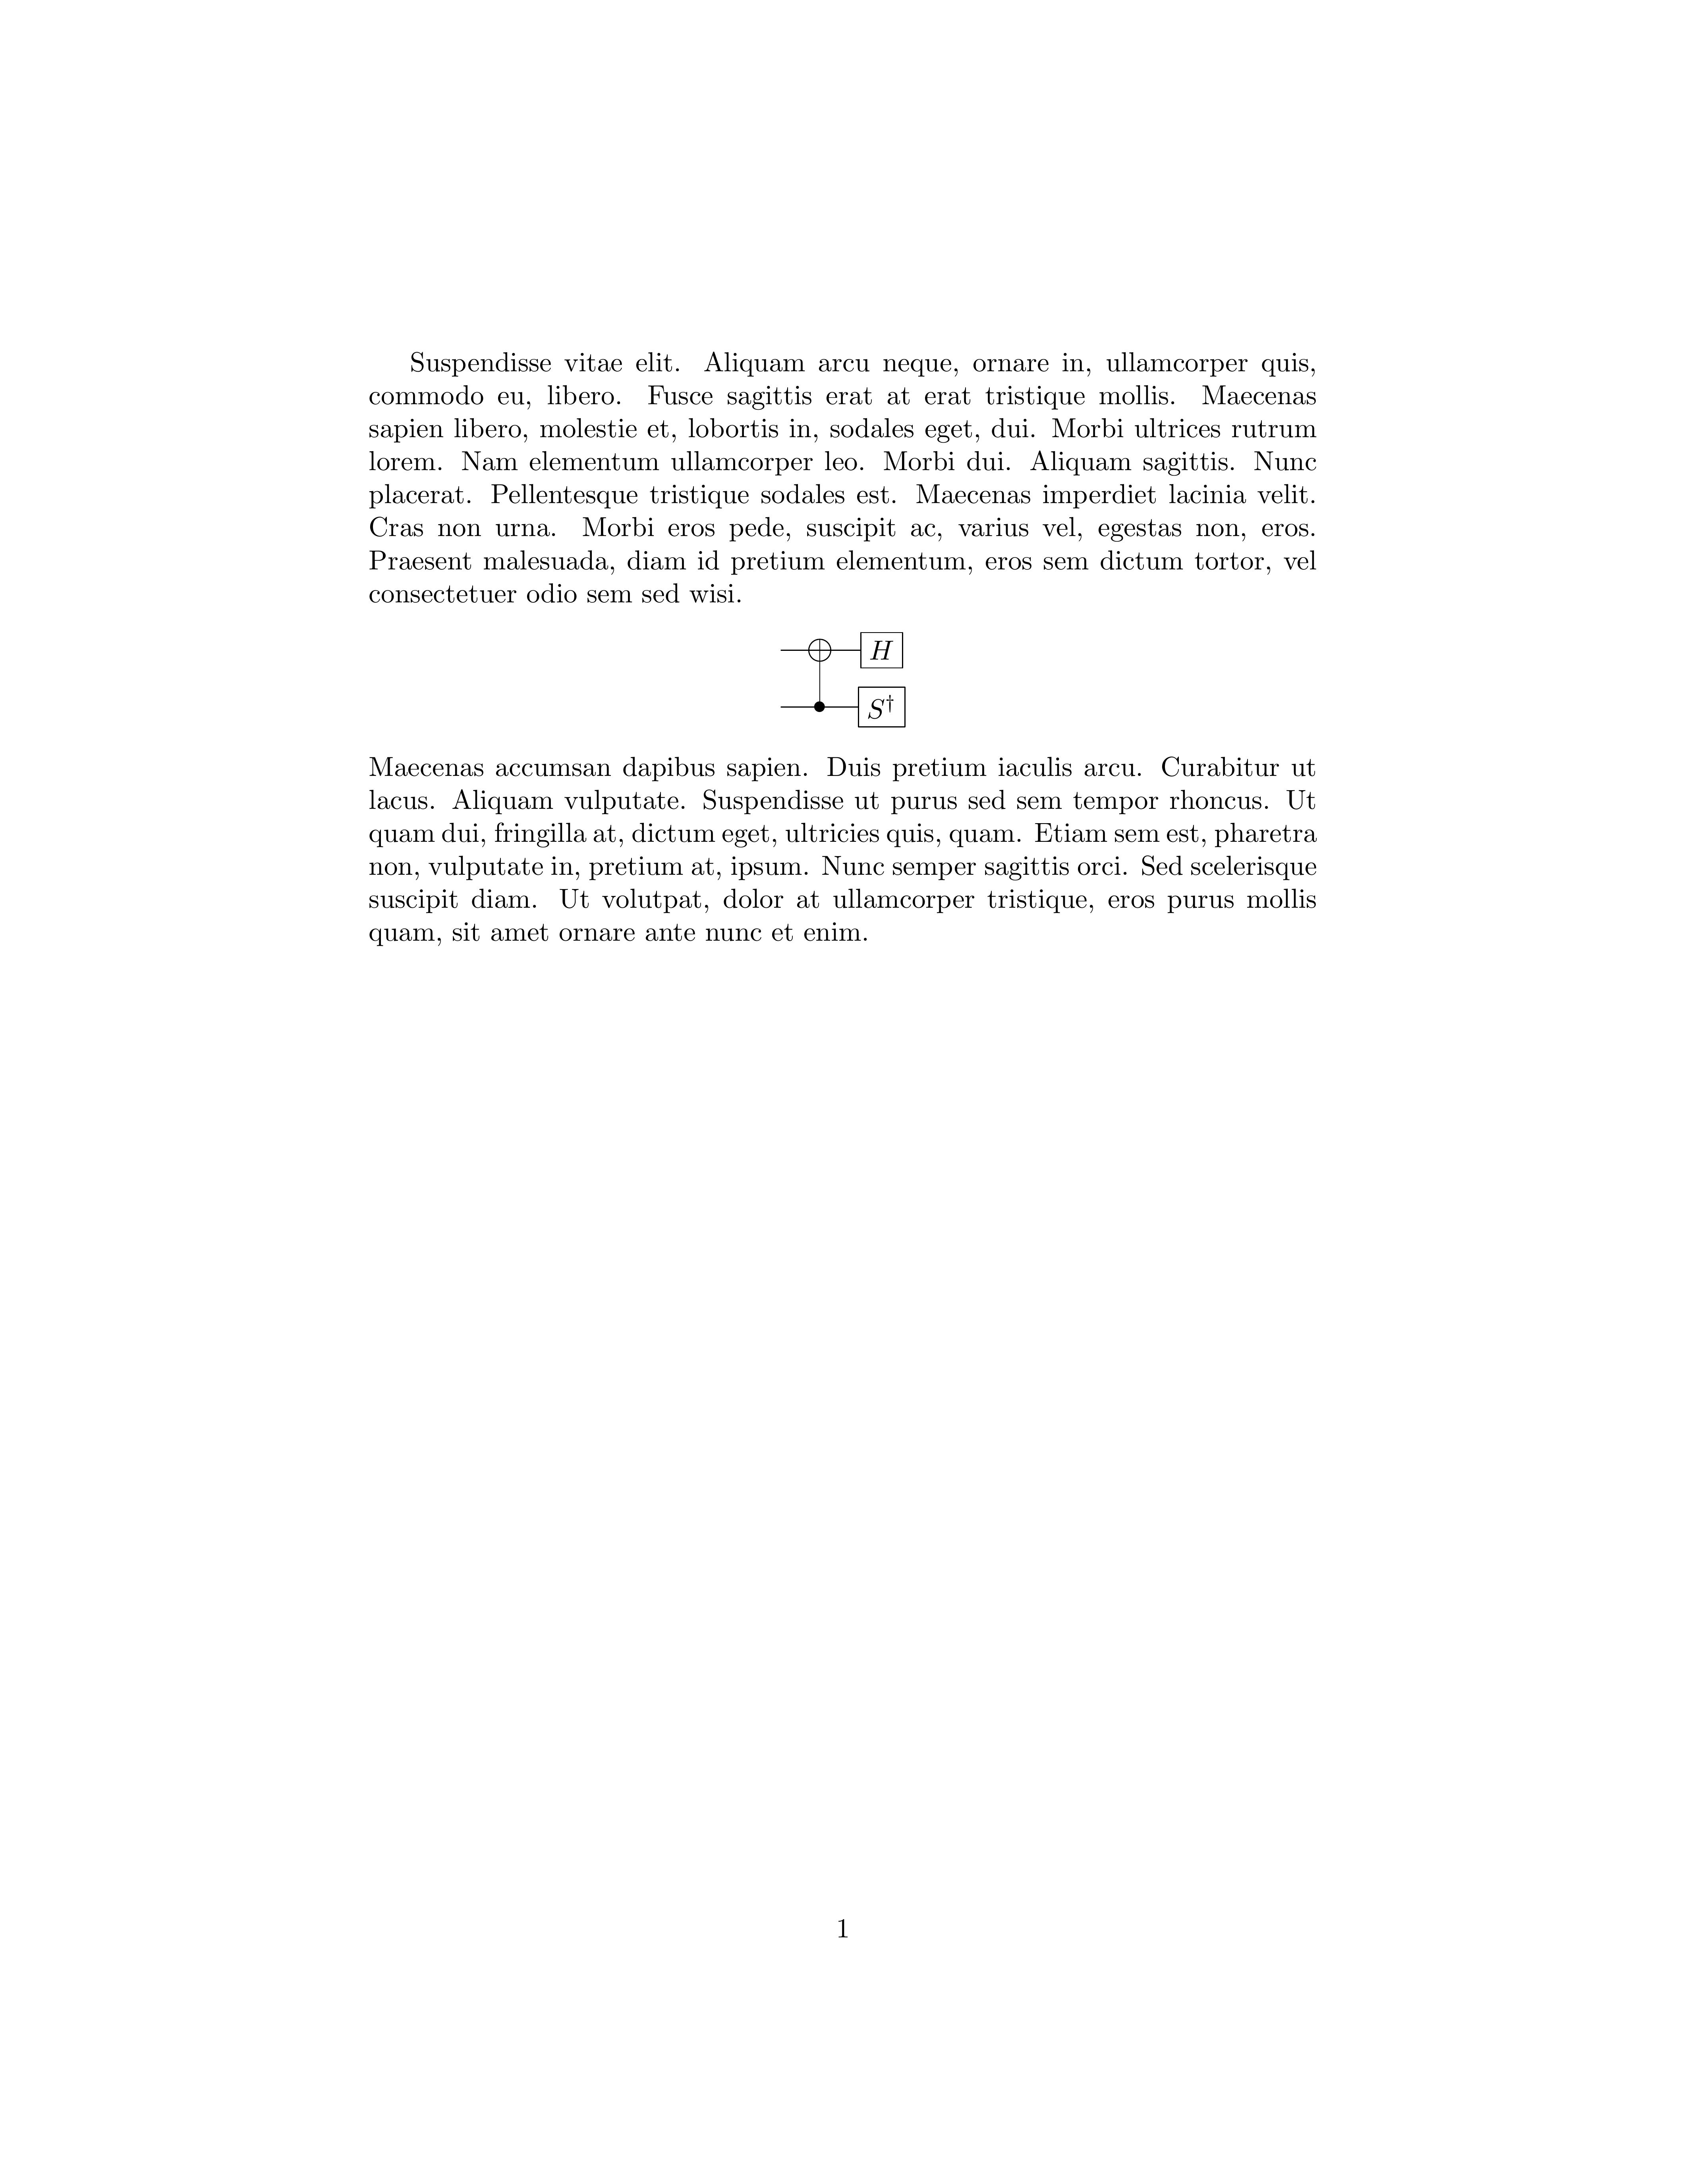 Suspendisse vitae elit. Aliquam arcu neque, ornare in, ullamcorper quis,
commodo eu, libero. Fusce sagittis erat at erat tristique mollis. Maecenas
sapien libero, molestie et, lobortis in, sodales eget, dui. Morbi ultrices rutrum
lorem. Nam elementum ullamcorper leo. Morbi dui. Aliquam sagittis. Nunc
placerat. Pellentesque tristique sodales est. Maecenas imperdiet lacinia velit.
Cras non urna. Morbi eros pede, suscipit ac, varius vel, egestas non, eros.
Praesent malesuada, diam id pretium elementum, eros sem dictum tortor, vel
consectetuer odio sem sed wisi.
H
S†
Maecenas accumsan dapibus sapien. Duis pretium iaculis arcu. Curabitur ut
lacus. Aliquam vulputate. Suspendisse ut purus sed sem tempor rhoncus. Ut
quam dui, fringilla at, dictum eget, ultricies quis, quam. Etiam sem est, pharetra
non, vulputate in, pretium at, ipsum. Nunc semper sagittis orci. Sed scelerisque
suscipit diam. Ut volutpat, dolor at ullamcorper tristique, eros purus mollis
quam, sit amet ornare ante nunc et enim.
1